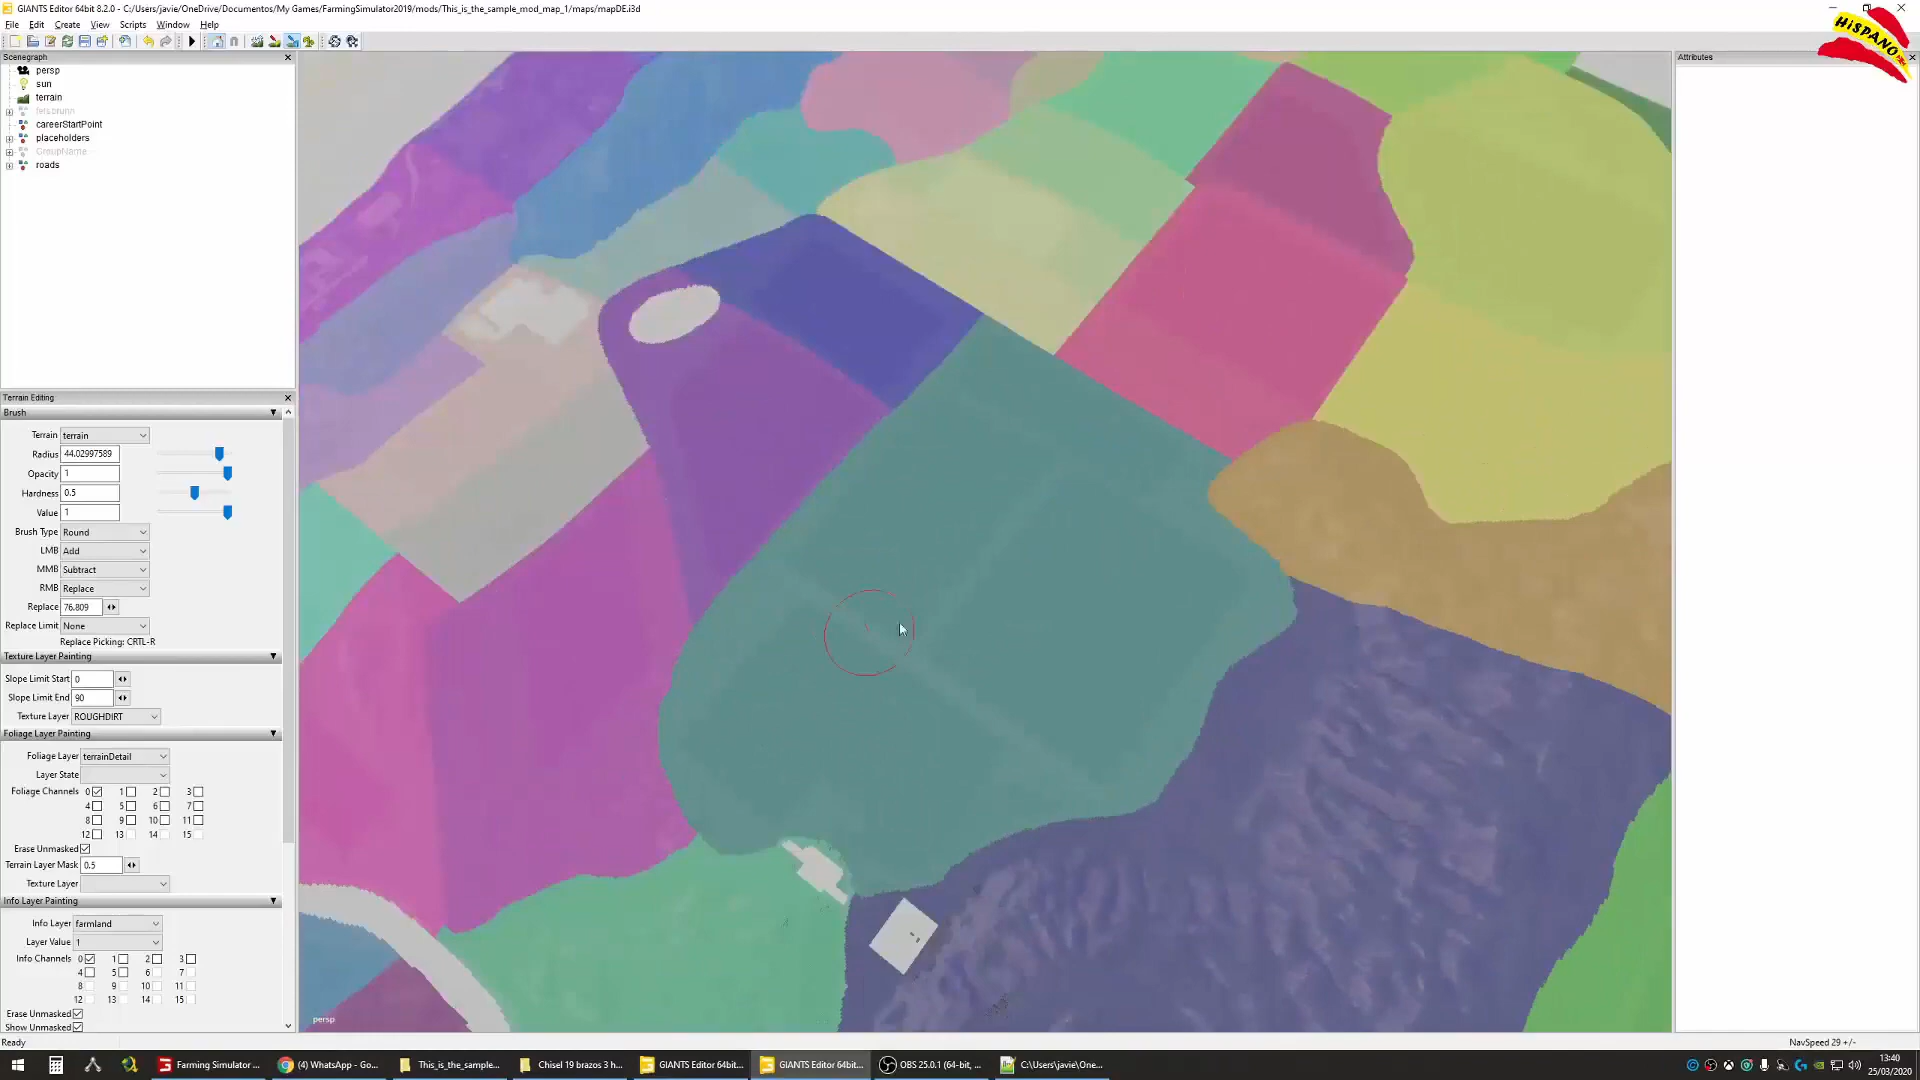 GIANTS Editor 64bit 8.2.0 - C:/Users/javie/OneDrive/Documentos/My Games/FarmingSimulator2019/mods/This_is_the_sample_mod_map_1/maps/mapDE.i3d
File Edit Create View Scripts Window Help
HISPANO
Scenegraph
Attributes
persp
sun
terrain
careerStartPoint
placeholders
GroupName
roads
Terrain Editing
Brush
Terrain terrain
Radius 44.02997589
Opacity 1
Hardness 0.5
Value 1
Brush Type Round
LMB Add
MMB Subtract
RMB Replace
Replace 76.809
Replace Limit None
Replace Picking: CRTL-R
Texture Layer Painting
Slope Limit Start 0
Slope Limit End 90
Texture Layer ROUGHDIRT
Foliage Layer Painting
Foliage Layer terrainDetail
Layer State
Foliage Channels 0 1 2 3
4 5 6 7
8 9 10 11
12 13 14 15
Erase Unmasked
Terrain Layer Mask 0.5
Texture Layer
Info Layer Painting
Info Layer farmland
Layer Value 1
Info Channels 0 1 2 3
4 5 6 7
8 9 10 11
12 13 14 15
Erase Unmasked
Show Unmasked
persp
Ready
NavSpeed 29 +/-
Farming Simulator ...
(4) WhatsApp - Go...
This_is_the_sample...
Chisel 19 brazos 3 h...
GIANTS Editor 64bit...
GIANTS Editor 64bit...
OBS 25.0.1 (64-bit, ...
C:\Users\javie\One...
13:40
25/03/2020